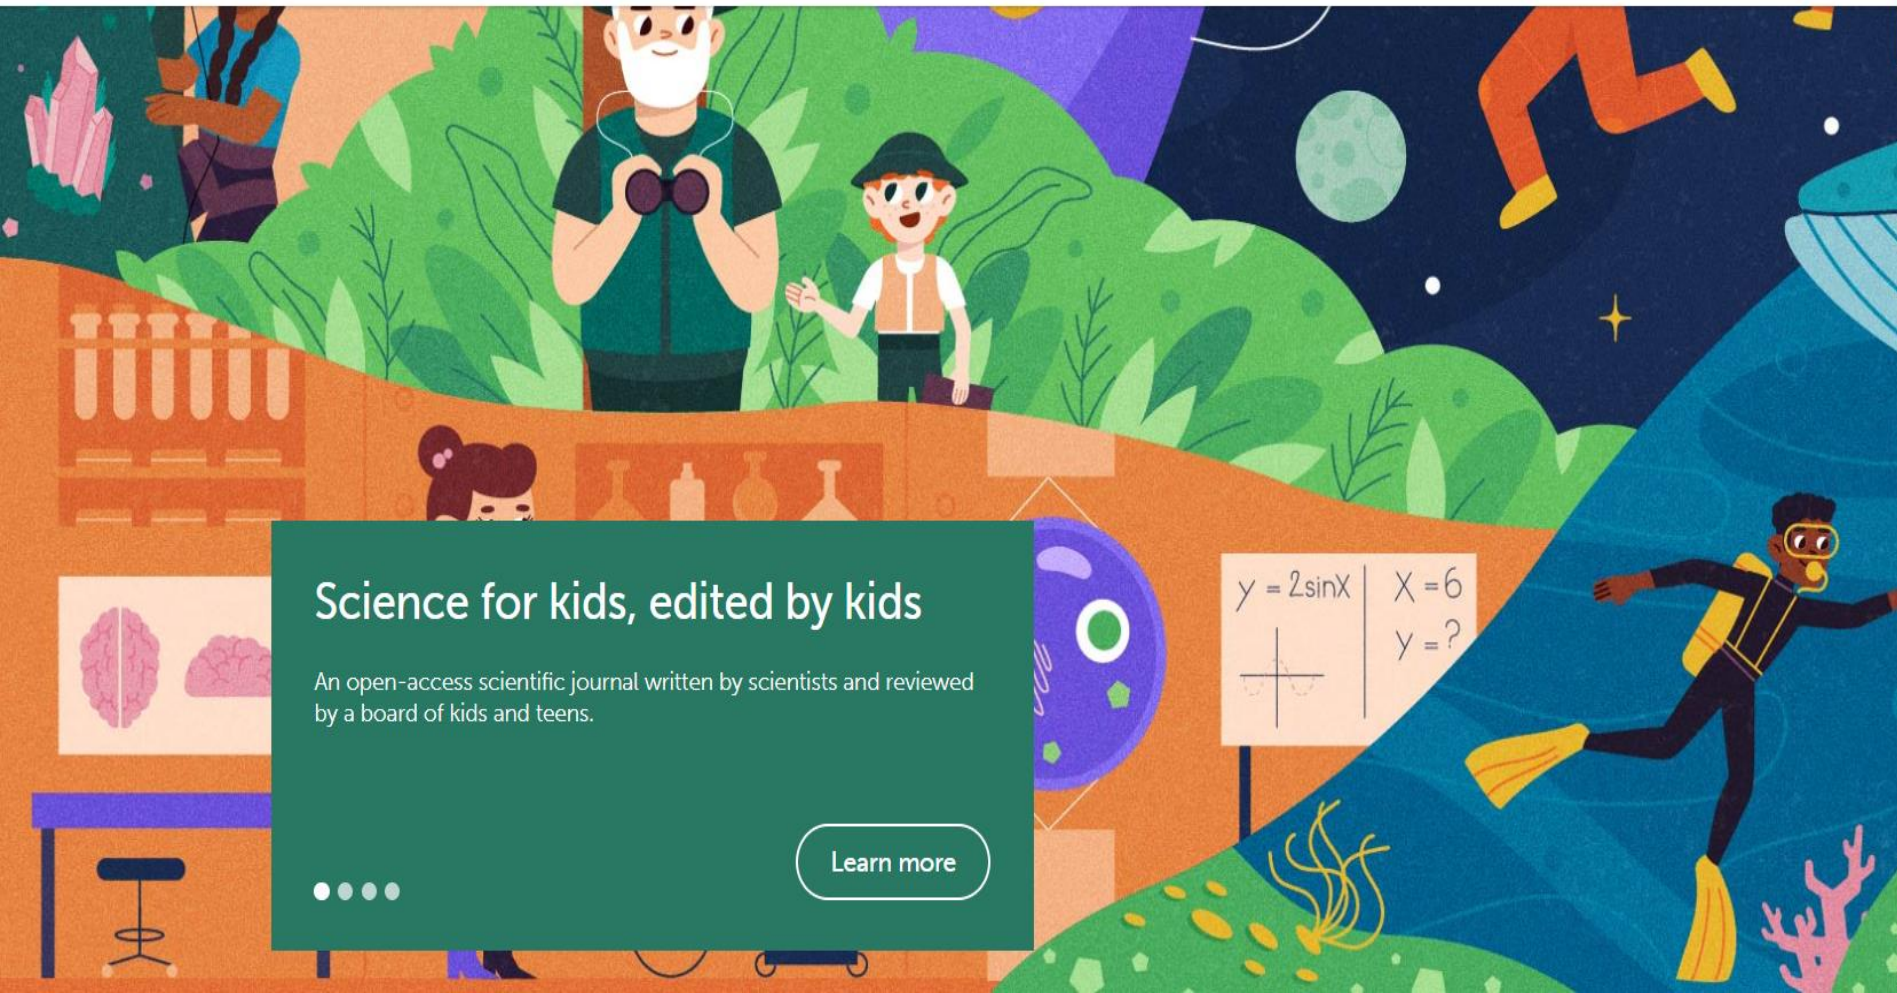 y = 2sinX
X = 6
y = ?
Science for kids, edited by kids
An open-access scientific journal written by scientists and reviewed
by a board of kids and teens.
Learn more